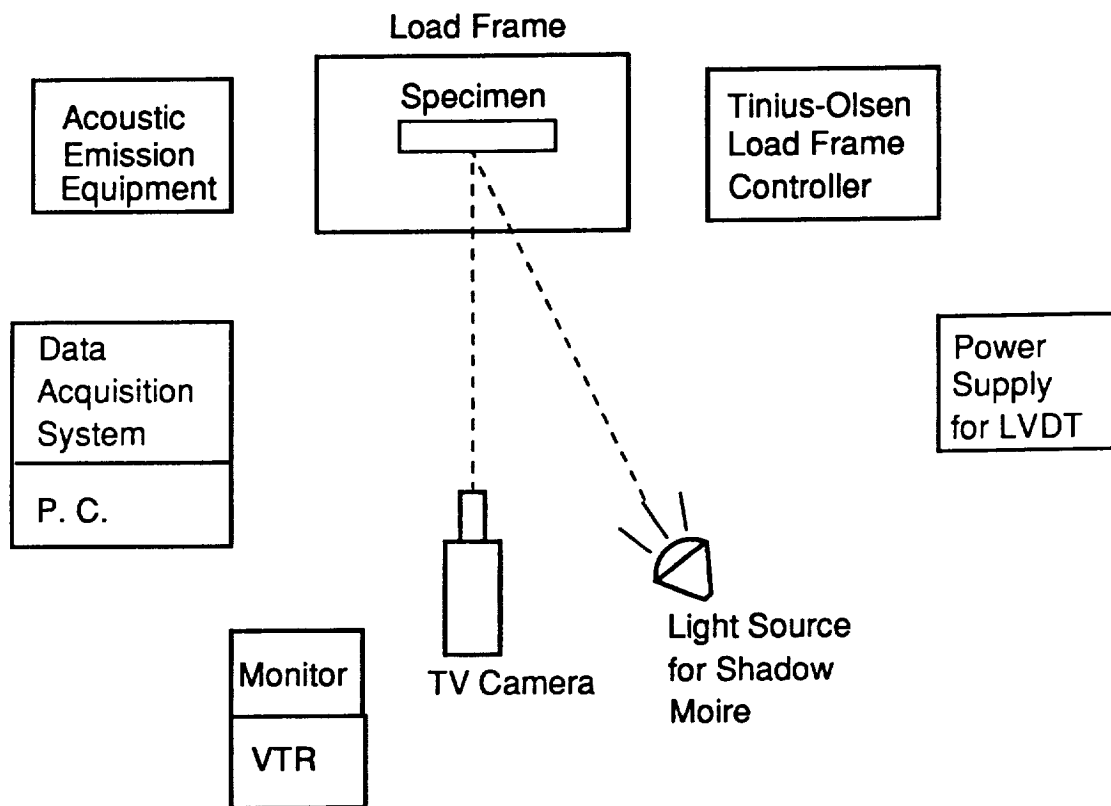 Load Frame
Specimen
Acoustic
Emission
Equipment
Tinius-Olsen
Load Frame
Controller
Data
Acquisition
System
P. C.
Power
Supply
for LVDT
TV Camera
Light Source
for Shadow
Moire
Monitor
VTR